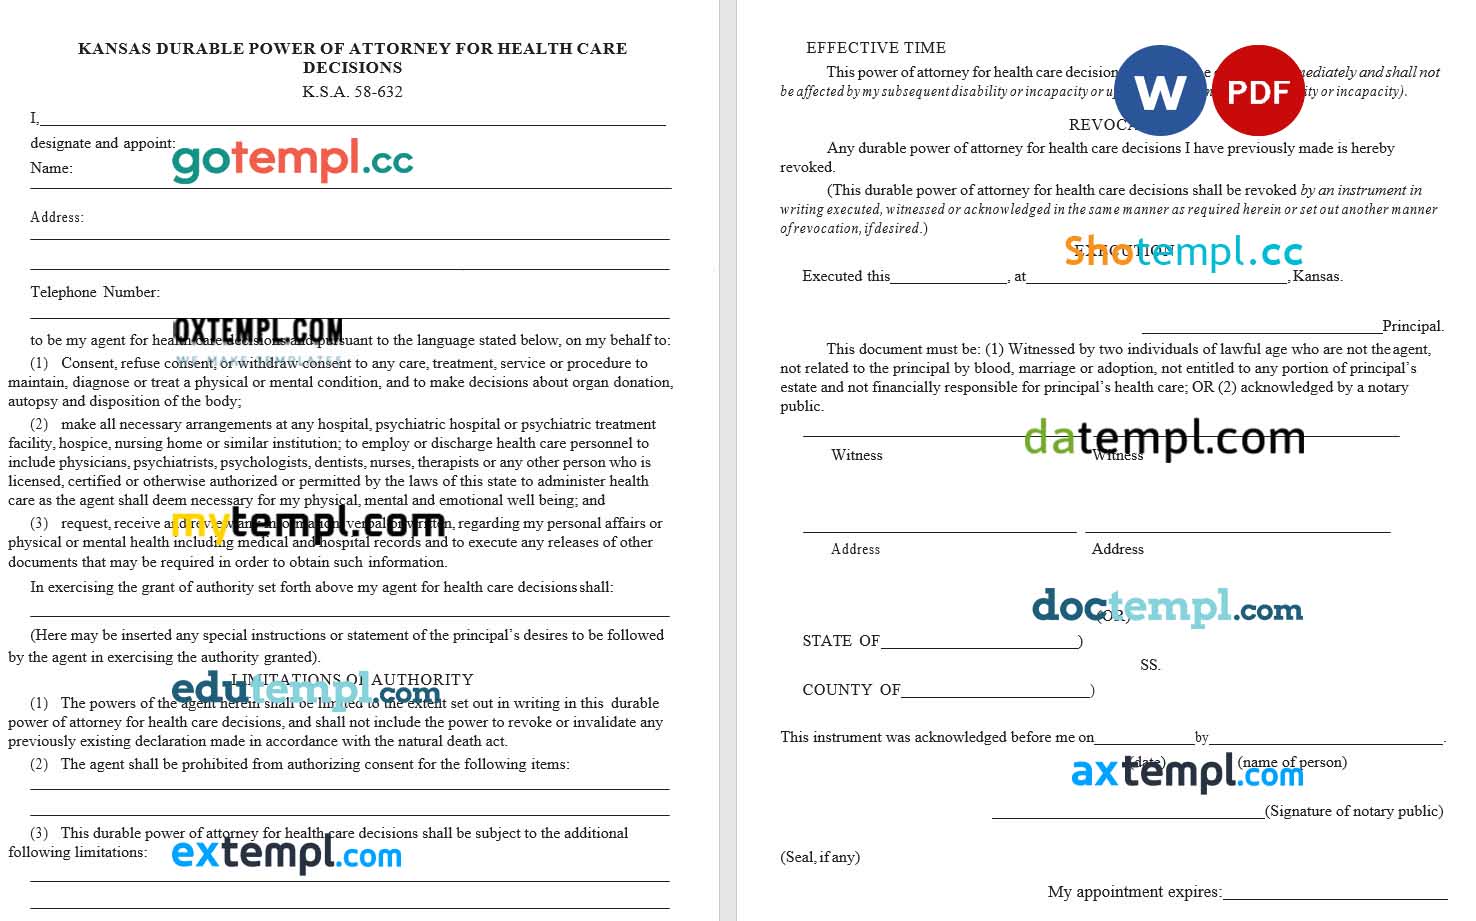 KANSAS DURABLE POWER OF ATTORNEY FOR HEALTH CARE
DECISIONS
K.S.A. 58-632
I,
designate and appoint:
gotempl.cc
Name:
Address:
Telephone Number:
OXTEMPL.COM
to be my agent for health care decisions and pursuant to the language stated below, on my behalf to:
WE MAKE TEMPLATES
(1) Consent, refuse consent, or withdraw consent to any care, treatment, service or procedure to
maintain, diagnose or treat a physical or mental condition, and to make decisions about organ donation,
autopsy and disposition of the body;
(2) make all necessary arrangements at any hospital, psychiatric hospital or psychiatric treatment
facility, hospice, nursing home or similar institution; to employ or discharge health care personnel to
include physicians, psychiatrists, psychologists, dentists, nurses, therapists or any other person who is
licensed, certified or otherwise authorized or permitted by the laws of this state to administer health
care as the agent shall deem necessary for my physical, mental and emotional well being; and
(3) request, receive and review any information, verbal or written, regarding my personal affairs or
mytempl.com
physical or mental health including medical and hospital records and to execute any releases of other
documents that may be required in order to obtain such information.
In exercising the grant of authority set forth above my agent for health care decisions shall:
(Here may be inserted any special instructions or statement of the principal's desires to be followed
by the agent in exercising the authority granted).
LIMITATIONS OF AUTHORITY
edutempl.com
(1) The powers of the agent herein shall be limited to the extent set out in writing in this durable
power of attorney for health care decisions, and shall not include the power to revoke or invalidate any
previously existing declaration made in accordance with the natural death act.
(2) The agent shall be prohibited from authorizing consent for the following items:
(3) This durable power of attorney for health care decisions shall be subject to the additional
following limitations:
extempl.com
EFFECTIVE TIME
This power of attorney for health care decision
mediately and shall not
W
PDF
be affected by my subsequent disability or incapacity or
ity or incapacity).
REVOCA
Any durable power of attorney for health care decisions I have previously made is hereby
revoked.
(This durable power of attorney for health care decisions shall be revoked by an instrument in
writing executed, witnessed or acknowledged in the same manner as required herein or set out another manner
of revocation, if desired.)
EXECUTION
Shotempl.cc
Executed this , at , Kansas.
Principal.
This document must be: (1) Witnessed by two individuals of lawful age who are not the agent,
not related to the principal by blood, marriage or adoption, not entitled to any portion of principal's
estate and not financially responsible for principal's health care; OR (2) acknowledged by a notary
public.
datempl.com
Witness Witness
Address Address
doctempl.com
(OR)
STATE OF )
SS.
COUNTY OF )
This instrument was acknowledged before me on by .
(date) (name of person)
axtempl.com
(Signature of notary public)
(Seal, if any)
My appointment expires: